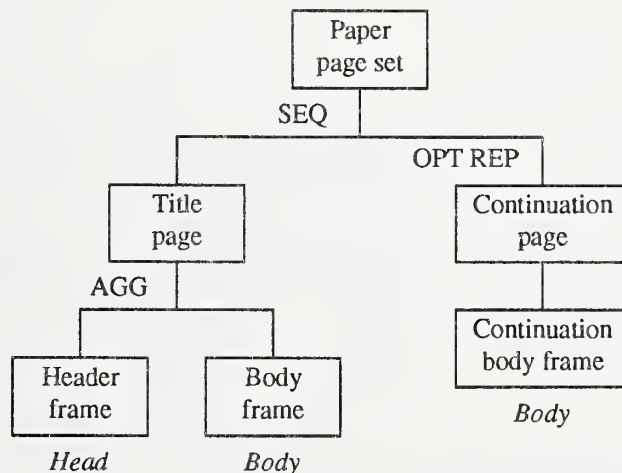 Paper
page set
SEQ
OPT REP
Title
page
Continuation
page
AGG
Header
frame
Body
frame
Continuation
body frame
Head
Body
Body